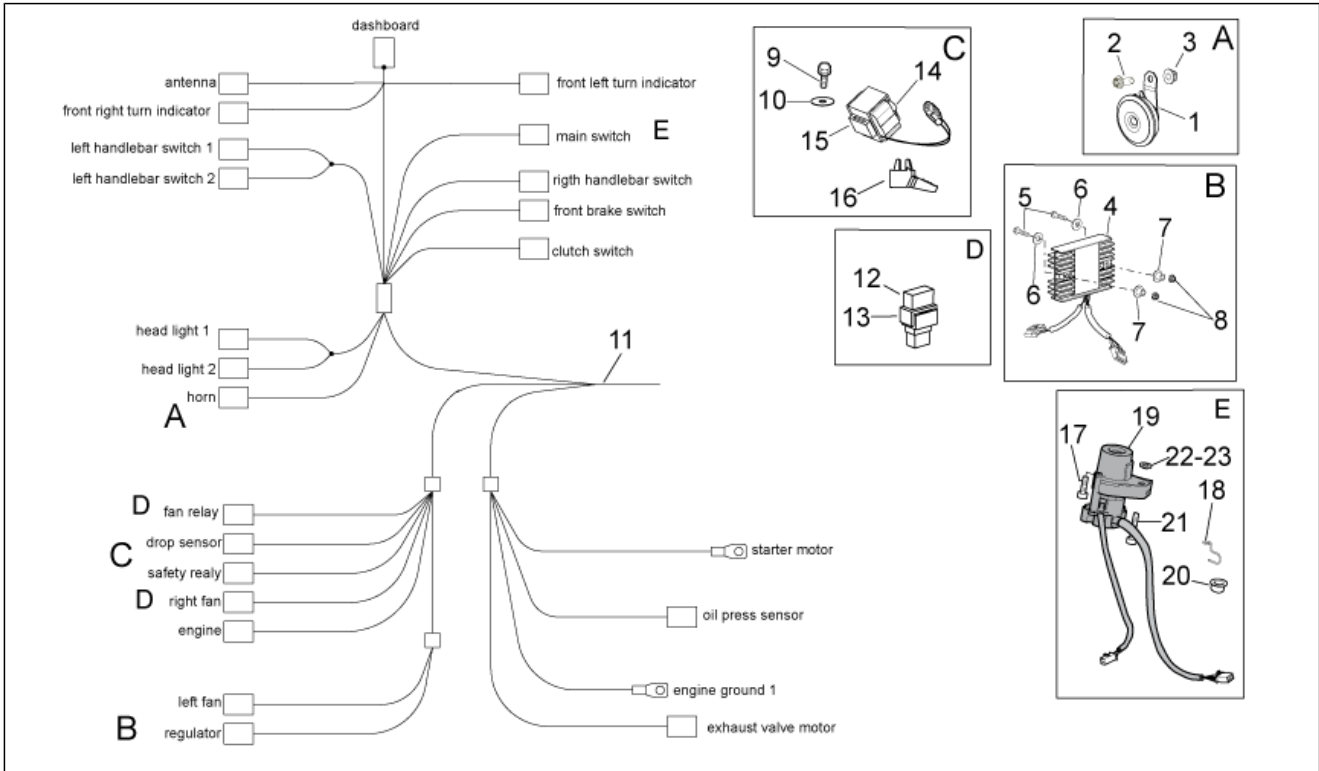 dashboard
antenna
front left turn indicator
front right turn indicator
left handlebar switch 1
main switch
E
left handlebar switch 2
rigth handlebar switch
front brake switch
clutch switch
head light 1
head light 2
horn
A
11
D
fan relay
drop sensor
C
safety realy
D
right fan
engine
left fan
B
regulator
starter motor
oil press sensor
engine ground 1
exhaust valve motor
C
9
14
10
15
16
D
12
13
A
2
3
1
B
5
6
4
7
6
7
8
E
17
19
22-23
18
21
20